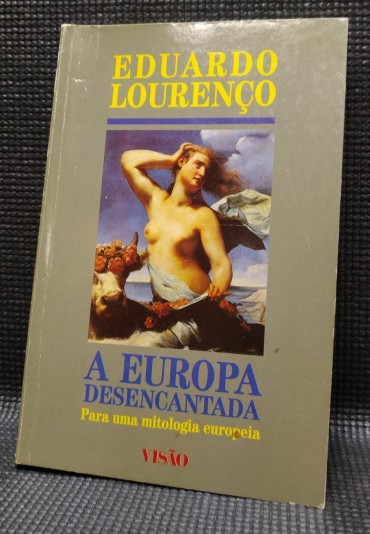 EDUARDO
LOURENÇO
A EUROPA
DESENCANTADA
Para uma mitologia europeia
VISÃO